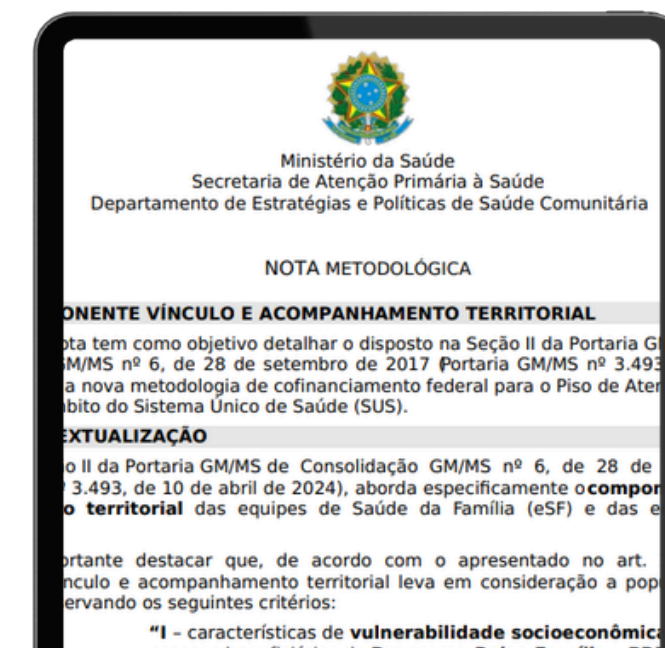 Ministério da Saúde
Secretaria de Atenção Primária à Saúde
Departamento de Estratégias e Políticas de Saúde Comunitária
NOTA METODOLÓGICA
ONENTE VÍNCULO E ACOMPANHAMENTO TERRITORIAL
ota tem como objetivo detalhar o disposto na Seção II da Portaria G
GM/MS nº 6, de 28 de setembro de 2017 (Portaria GM/MS nº 3.493
a nova metodologia de cofinanciamento federal para o Piso de Aten
bito do Sistema Único de Saúde (SUS).
EXTUALIZAÇÃO
o II da Portaria GM/MS de Consolidação GM/MS nº 6, de 28 de
º 3.493, de 10 de abril de 2024), aborda especificamente o compon
o territorial das equipes de Saúde da Família (eSF) e das e
ortante destacar que, de acordo com o apresentado no art.
nculo e acompanhamento territorial leva em consideração a popu
ervando os seguintes critérios:
"I – características de vulnerabilidade socioeconômica